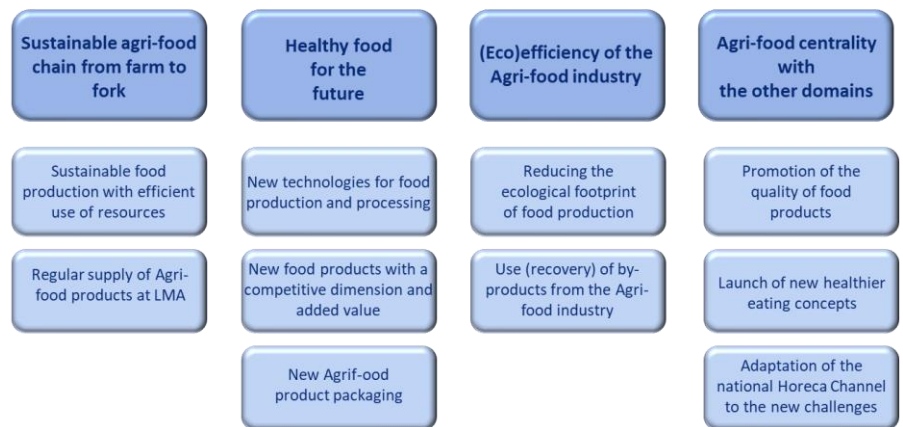 Sustainable agri-food
chain from farm to
fork
Healthy food
for the
future
(Eco)efficiency of the
Agri-food industry
Agri-food centrality
with
the other domains
Sustainable food
production with efficient
use of resources
New technologies for food
production and processing
Reducing the
ecological footprint
of food production
Promotion of the
quality of food
products
Regular supply of Agri-
food products at LMA
New food products with a
competitive dimension and
added value
Use (recovery) of by-
products from the Agri-
food industry
Launch of new healthier
eating concepts
New Agrif-ood
product packaging
Adaptation of the
national Horeca Channel
to the new challenges